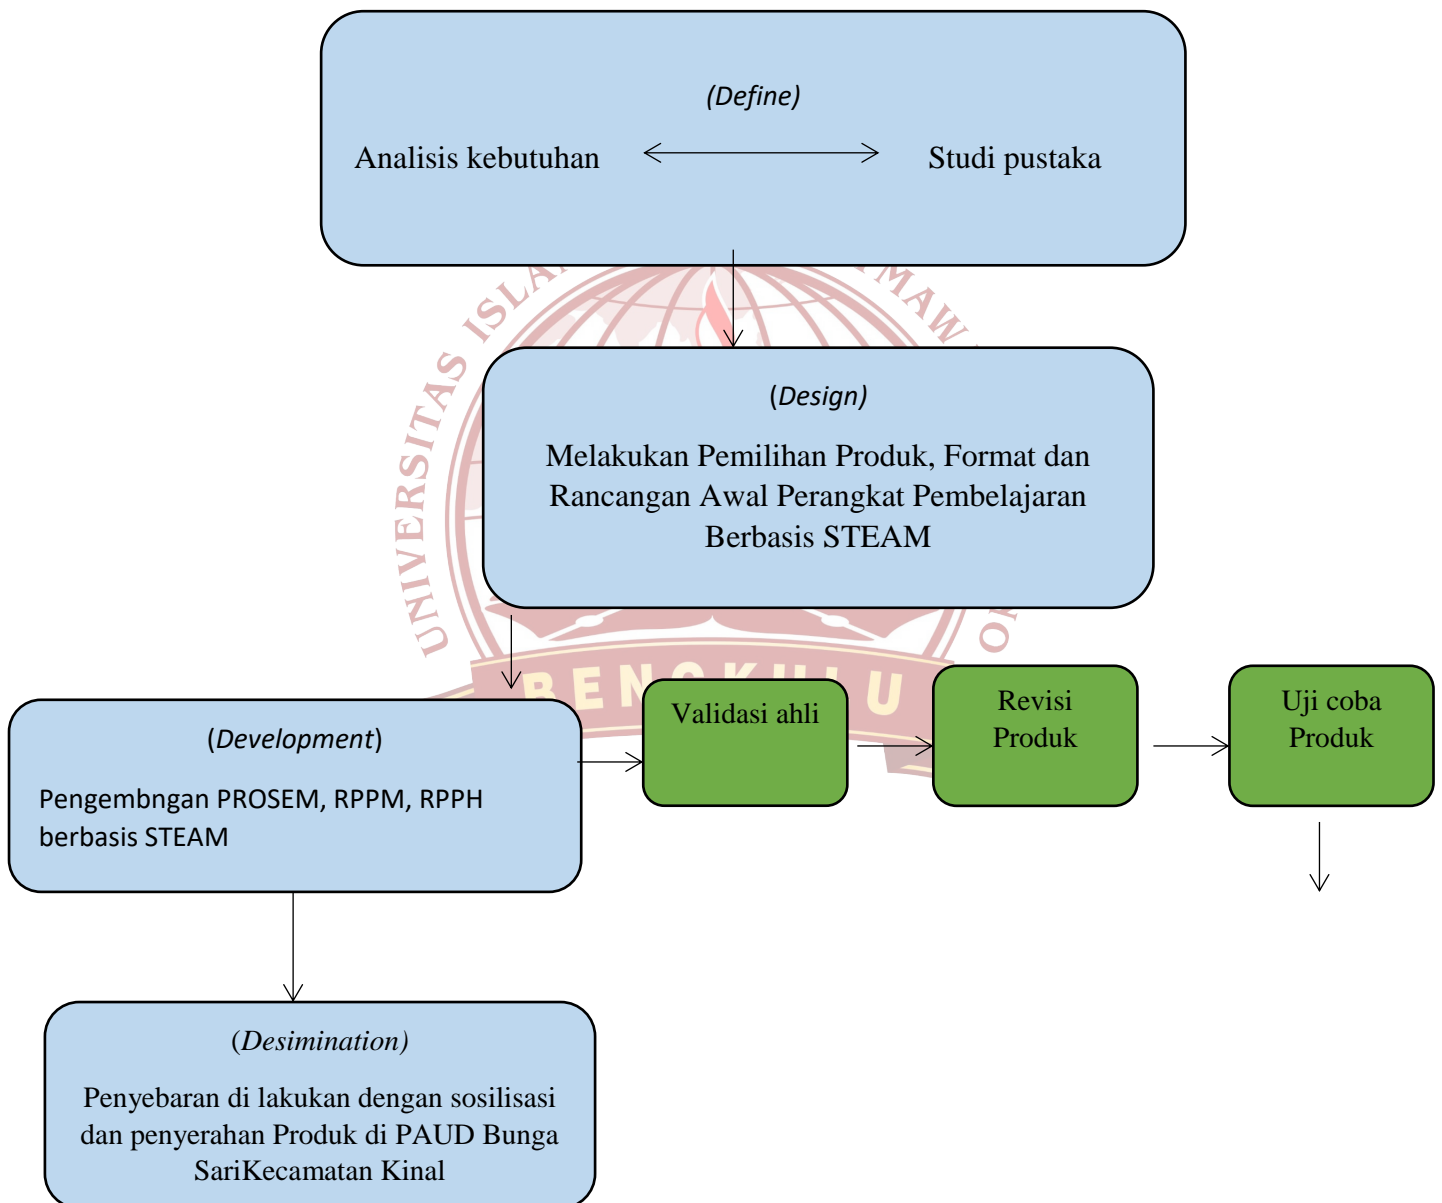 (Define)
Analisis kebutuhan
Studi pustaka
UNIVERSITAS ISLA
MAW
(Design)
Melakukan Pemilihan Produk, Format dan
Rancangan Awal Perangkat Pembelajaran
Berbasis STEAM
BENGKULU
(Development)
Pengembngan PROSEM, RPPM, RPPH
berbasis STEAM
Validasi ahli
Revisi
Produk
Uji coba
Produk
(Desimination)
Penyebaran di lakukan dengan sosilisasi
dan penyerahan Produk di PAUD Bunga
SariKecamatan Kinal